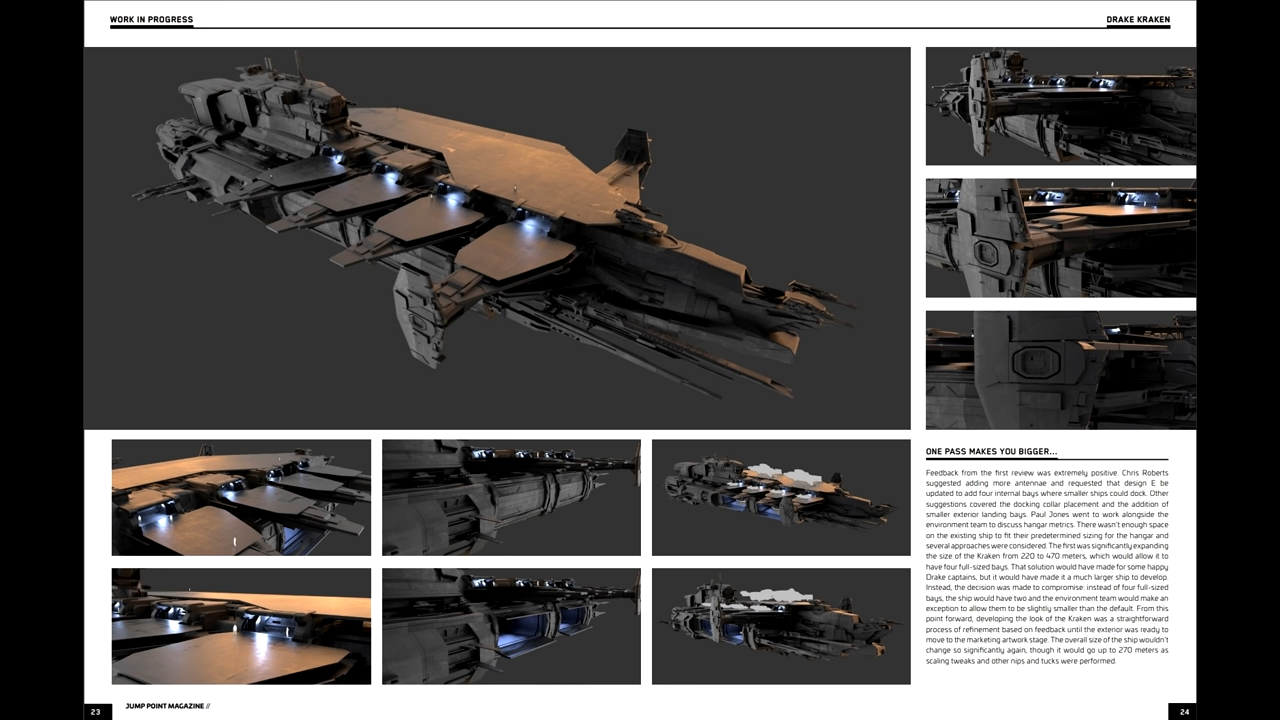 WORK IN PROGRESS
DRAKE KRAKEN
ONE PASS MAKES YOU BIGGER...
Feedback from the first review was extremely positive. Chris Roberts
suggested adding more antennae and requested that design E be
updated to add four internal bays where smaller ships could dock. Other
suggestions covered the docking collar placement and the addition of
smaller exterior landing bays. Paul Jones went to work alongside the
environment team to discuss hangar metrics. There wasn't enough space
on the existing ship to fit their predetermined sizing for the hangar and
several approaches were considered. The first was significantly expanding
the size of the Kraken from 220 to 470 meters, which would allow it to
have four full-sized bays. That solution would have made for some happy
Drake captains, but it would have made it a much larger ship to develop.
Instead, the decision was made to compromise: instead of four full-sized
bays, the ship would have two and the environment team would make an
exception to allow them to be slightly smaller than the default. From this
point forward, developing the look of the Kraken was a straightforward
process of refinement based on feedback until the exterior was ready to
move to the marketing artwork stage. The overall size of the ship wouldn't
change so significantly again, though it would go up to 270 meters as
scaling tweaks and other nips and tucks were performed.
23
JUMP POINT MAGAZINE //
24